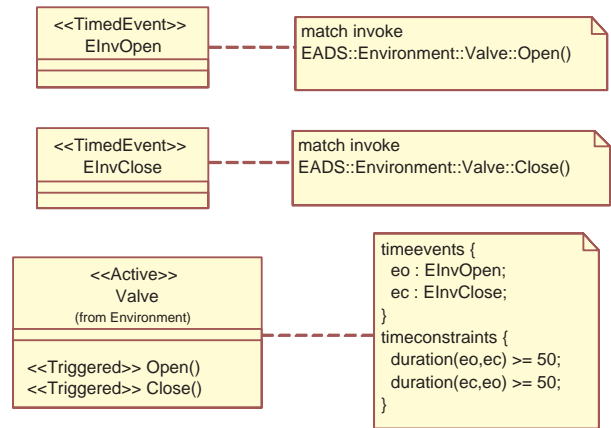 <<TimedEvent>>
EInvOpen
match invoke
EADS::Environment::Valve::Open()
<<TimedEvent>>
EInvClose
match invoke
EADS::Environment::Valve::Close()
<<Active>>
Valve
(from Environment)
<<Triggered>> Open()
<<Triggered>> Close()
timeevents {
eo : EInvOpen;
ec : EInvClose;
}
timeconstraints {
duration(eo,ec) >= 50;
duration(ec,eo) >= 50;
}